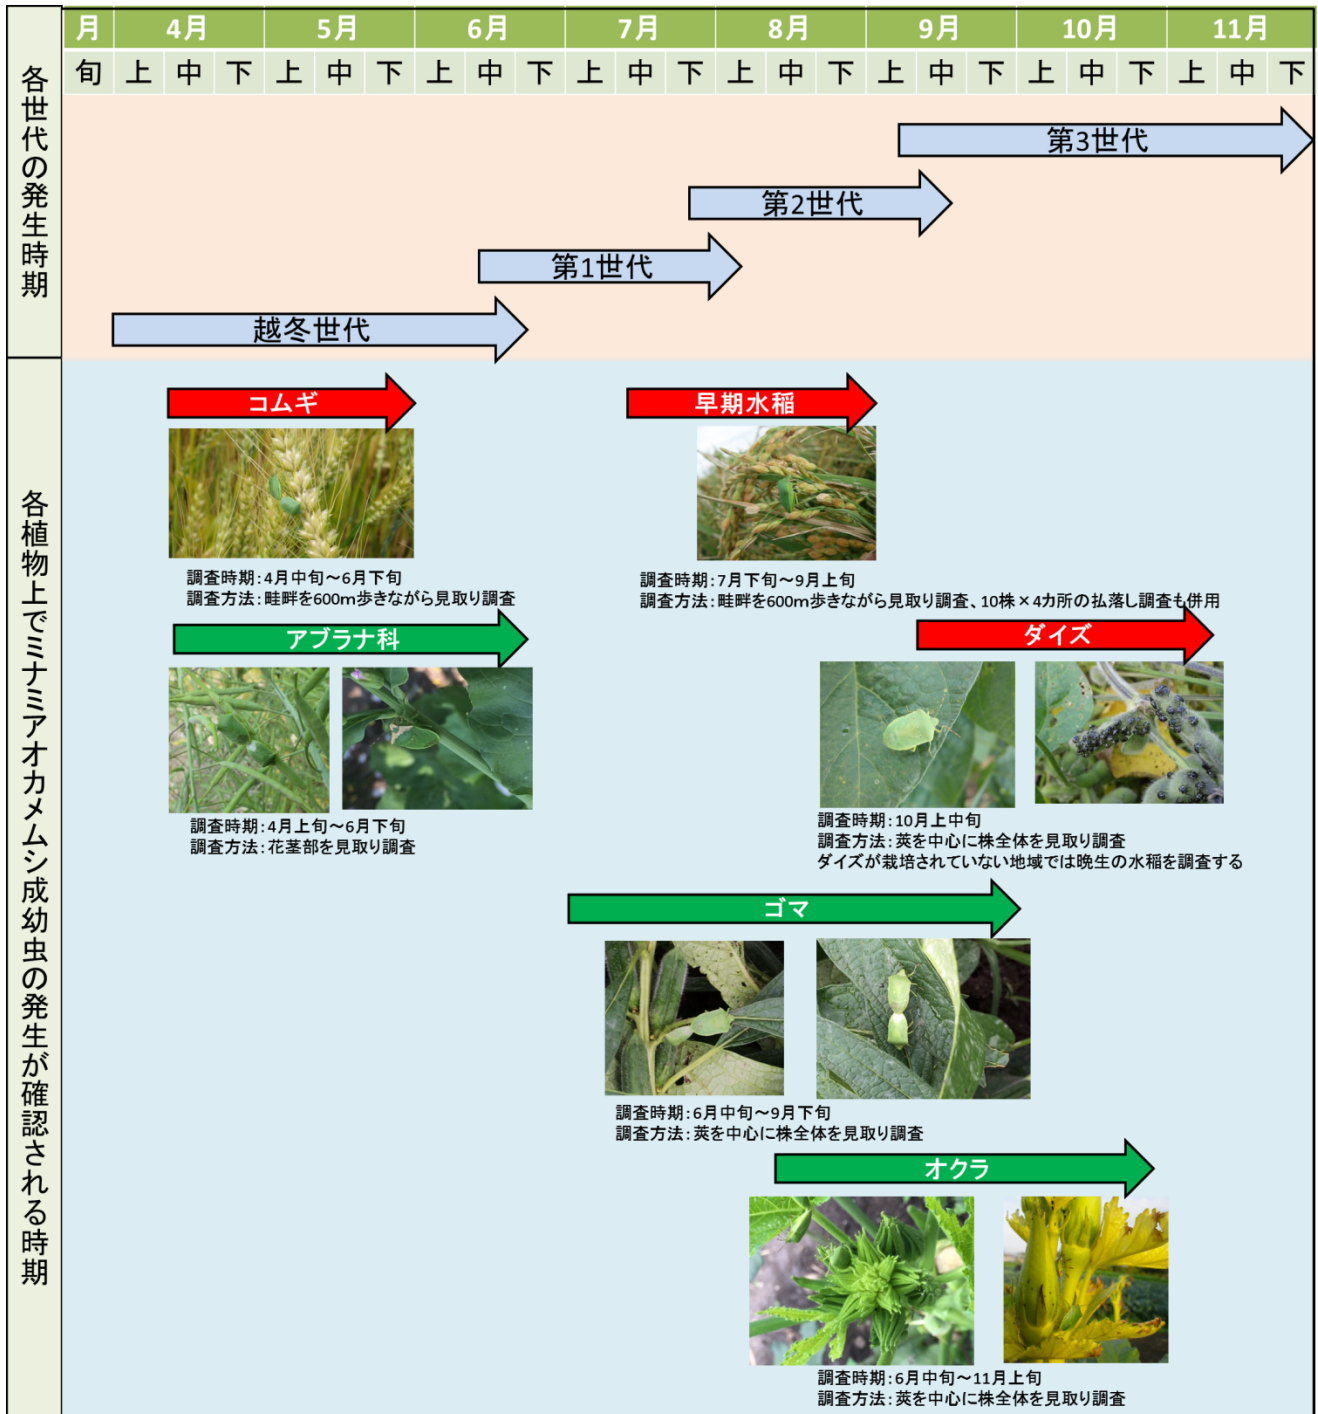 月 4月 5月 6月 7月 8月 9月 10月 11月
旬 上 中 下 上 中 下 上 中 下 上 中 下 上 中 下 上 中 下 上 中 下 上 中 下
各世代の発生時期
第3世代
第2世代
第1世代
越冬世代
各植物上でミナミアオカメムシ成幼虫の発生が確認される時期
コムギ
調査時期:4月中旬~6月下旬
調査方法:畦畔を600m歩きながら見取り調査
早期水稲
調査時期:7月下旬~9月上旬
調査方法:畦畔を600m歩きながら見取り調査、10株×4カ所の払落し調査も併用
アブラナ科
調査時期:4月上旬~6月下旬
調査方法:花茎部を見取り調査
ダイズ
調査時期:10月上中旬
調査方法:莢を中心に株全体を見取り調査
ダイズが栽培されていない地域では晩生の水稲を調査する
ゴマ
調査時期:6月中旬~9月下旬
調査方法:莢を中心に株全体を見取り調査
オクラ
調査時期:6月中旬~11月上旬
調査方法:莢を中心に株全体を見取り調査